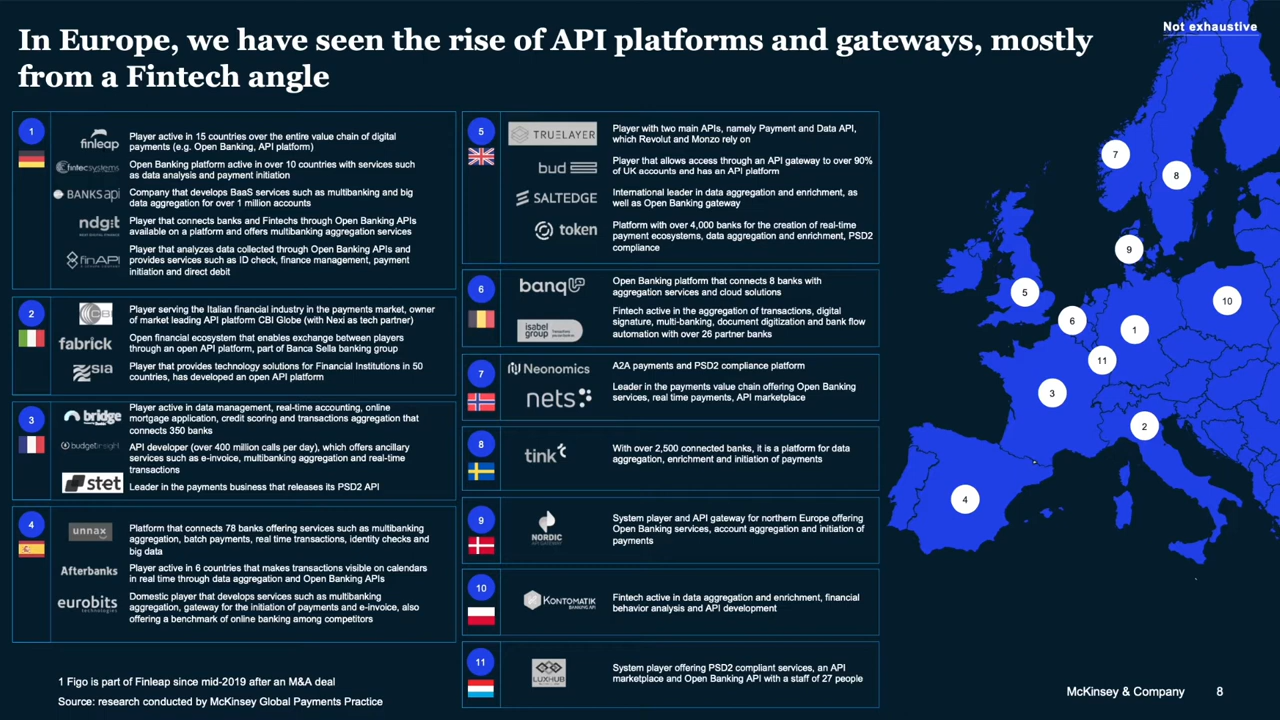 Not exhaustive
In Europe, we have seen the rise of API platforms and gateways, mostly
from a Fintech angle
1
finleap
Player active in 15 countries over the entire value chain of digital
payments (e.g. Open Banking, API platform)
fintecsystems
Open Banking platform active in over 10 countries with services such
as data analysis and payment initiation
BANKSapi
Company that develops BaaS services such as multibanking and big
data aggregation for over 1 million accounts
ndgit
NEXT DIGITAL FINANCE
Player that connects banks and Fintechs through Open Banking APIs
available on a platform and offers multibanking aggregation services
finAPI
Player that analyzes data collected through Open Banking APIs and
provides services such as ID check, finance management, payment
initiation and direct debit
2
CBI
Player serving the Italian financial industry in the payments market, owner
of market leading API platform CBI Globe (with Nexi as tech partner)
fabrick
Open financial ecosystem that enables exchange between players
through an open API platform, part of Banca Sella banking group
SIA
Player that provides technology solutions for Financial Institutions in 50
countries, has developed an open API platform
3
bridge
Player active in data management, real-time accounting, online
mortgage application, credit scoring and transactions aggregation that
connects 350 banks
budgetinsight
API developer (over 400 million calls per day), which offers ancillary
services such as e-invoice, multibanking aggregation and real-time
transactions
stet
Leader in the payments business that releases its PSD2 API
4
unnax
Platform that connects 78 banks offering services such as multibanking
aggregation, batch payments, real time transactions, identity checks and
big data
Afterbanks
Player active in 6 countries that makes transactions visible on calendars
in real time through data aggregation and Open Banking APIs
eurobits
technologies
Domestic player that develops services such as multibanking
aggregation, gateway for the initiation of payments and e-invoice, also
offering a benchmark of online banking among competitors
5
TRUELAYER
Player with two main APIs, namely Payment and Data API,
which Revolut and Monzo rely on
bud
Player that allows access through an API gateway to over 90%
of UK accounts and has an API platform
SALTEDGE
International leader in data aggregation and enrichment, as
well as Open Banking gateway
token
Platform with over 4,000 banks for the creation of real-time
payment ecosystems, data aggregation and enrichment, PSD2
compliance
6
banqUP
Open Banking platform that connects 8 banks with
aggregation services and cloud solutions
isabel
group
Fintech active in the aggregation of transactions, digital
signature, multi-banking, document digitization and bank flow
automation with over 26 partner banks
7
Neonomics
A2A payments and PSD2 compliance platform
nets
Leader in the payments value chain offering Open Banking
services, real time payments, API marketplace
8
tink
With over 2,500 connected banks, it is a platform for data
aggregation, enrichment and initiation of payments
9
NORDIC
API GATEWAY
System player and API gateway for northern Europe offering
Open Banking services, account aggregation and initiation of
payments
10
KONTOMATIK
BANKING API
Fintech active in data aggregation and enrichment, financial
behavior analysis and API development
11
LUXHUB
System player offering PSD2 compliant services, an API
marketplace and Open Banking API with a staff of 27 people
7
8
9
5
10
6
1
11
3
2
4
1 Figo is part of Finleap since mid-2019 after an M&A deal
Source: research conducted by McKinsey Global Payments Practice
McKinsey & Company 8